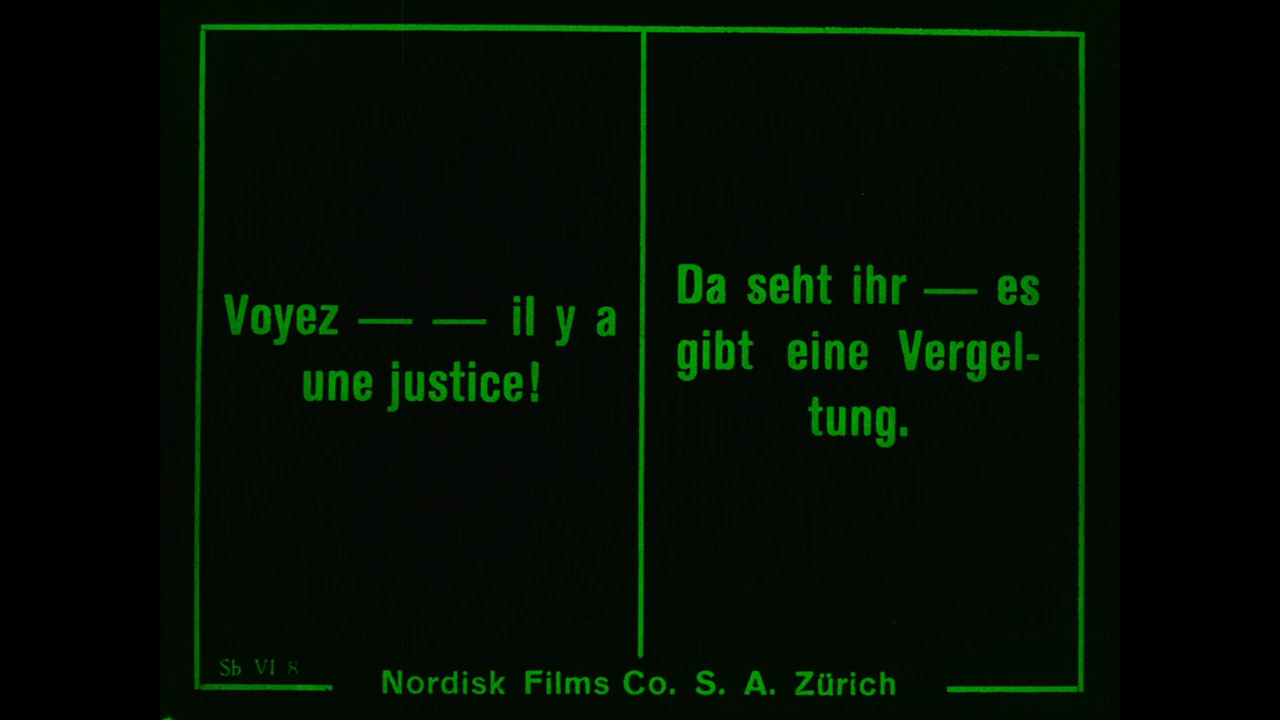 Voyez — — il y a
une justice!
Da seht ihr — es
gibt eine Vergel-
tung.
Sb VI 8
Nordisk Films Co. S. A. Zürich